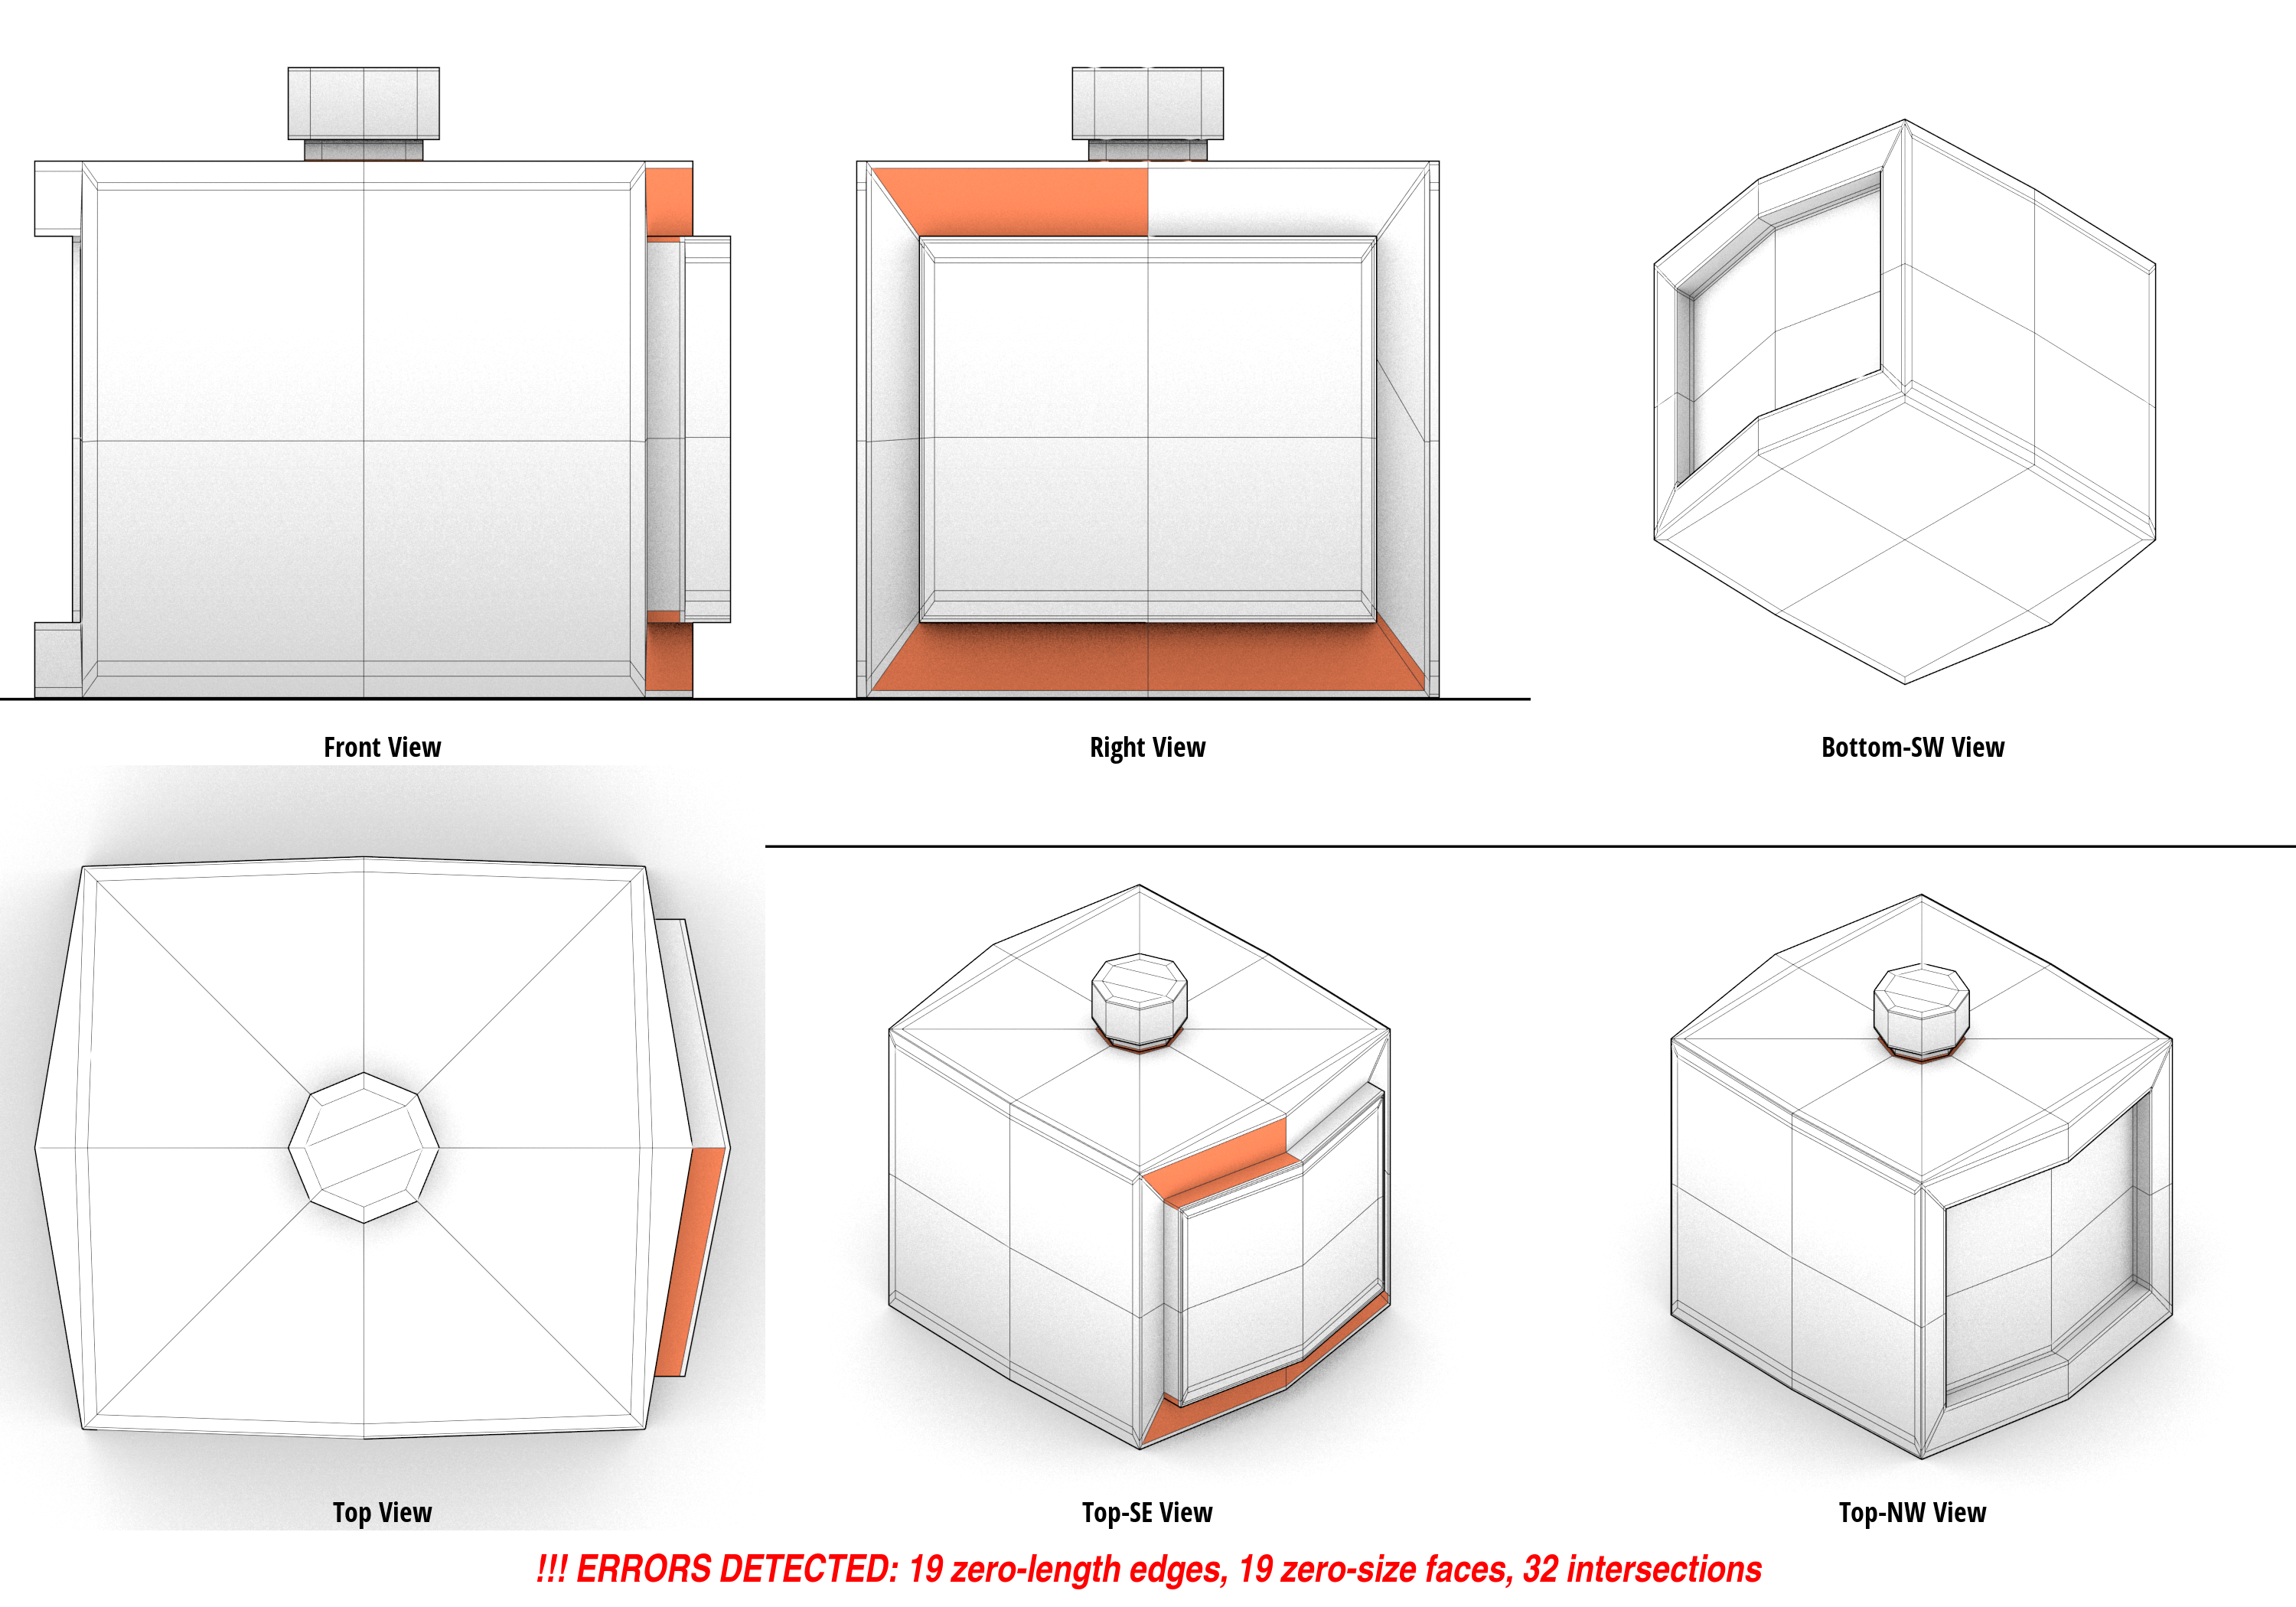 Front View
Right View
Bottom-SW View
Top View
Top-SE View
Top-NW View
!!! ERRORS DETECTED: 19 zero-length edges, 19 zero-size faces, 32 intersections